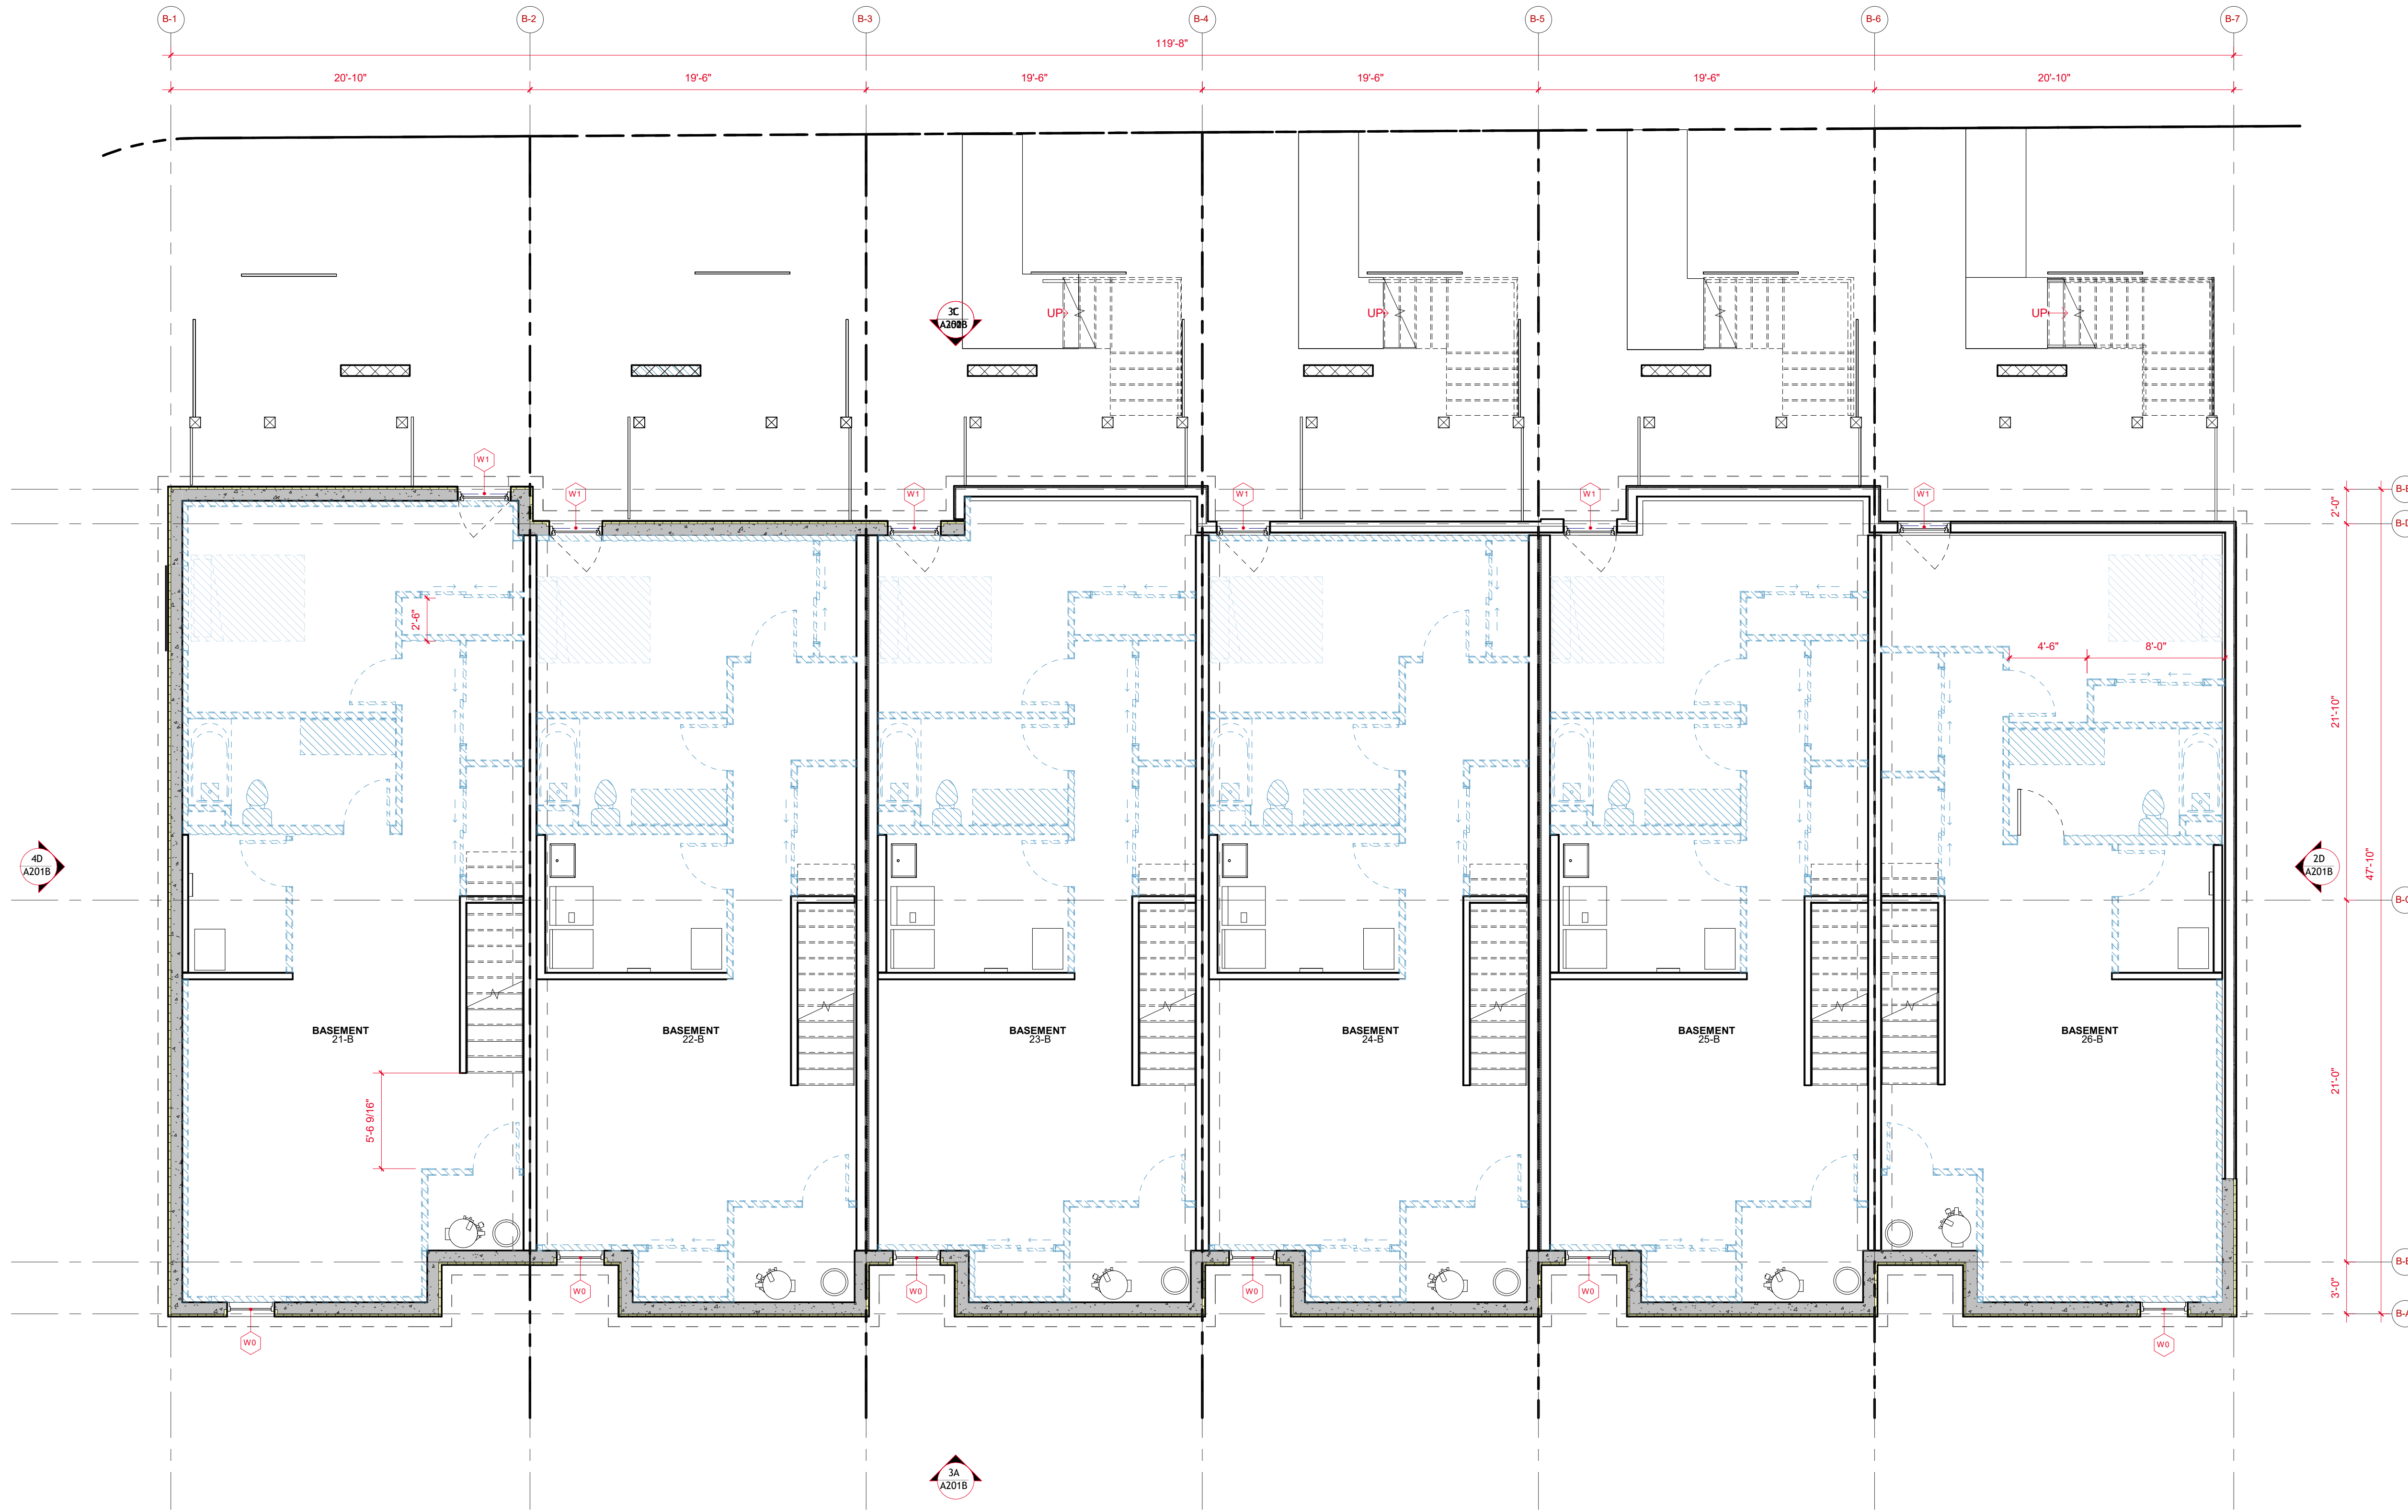 B-1 B-2 B-3 B-4 B-5 B-6 B-7
119'-8"
20'-10" 19'-6" 19'-6" 19'-6" 19'-6" 20'-10"
3C
UP UP UP
W1
W1 W1 W1 W1 W1
B-D
2'-0"
2'-6"
4'-6" 8'-0"
21'-10"
4D
A201B
2D
A201B
47'-10"
BASEMENT
21-B
BASEMENT
22-B
BASEMENT
23-B
BASEMENT
24-B
BASEMENT
25-B
BASEMENT
26-B
21'-0"
5'-6 9/16"
3'-0"
W0 W0 W0 W0
W0 W0
3A
A201B